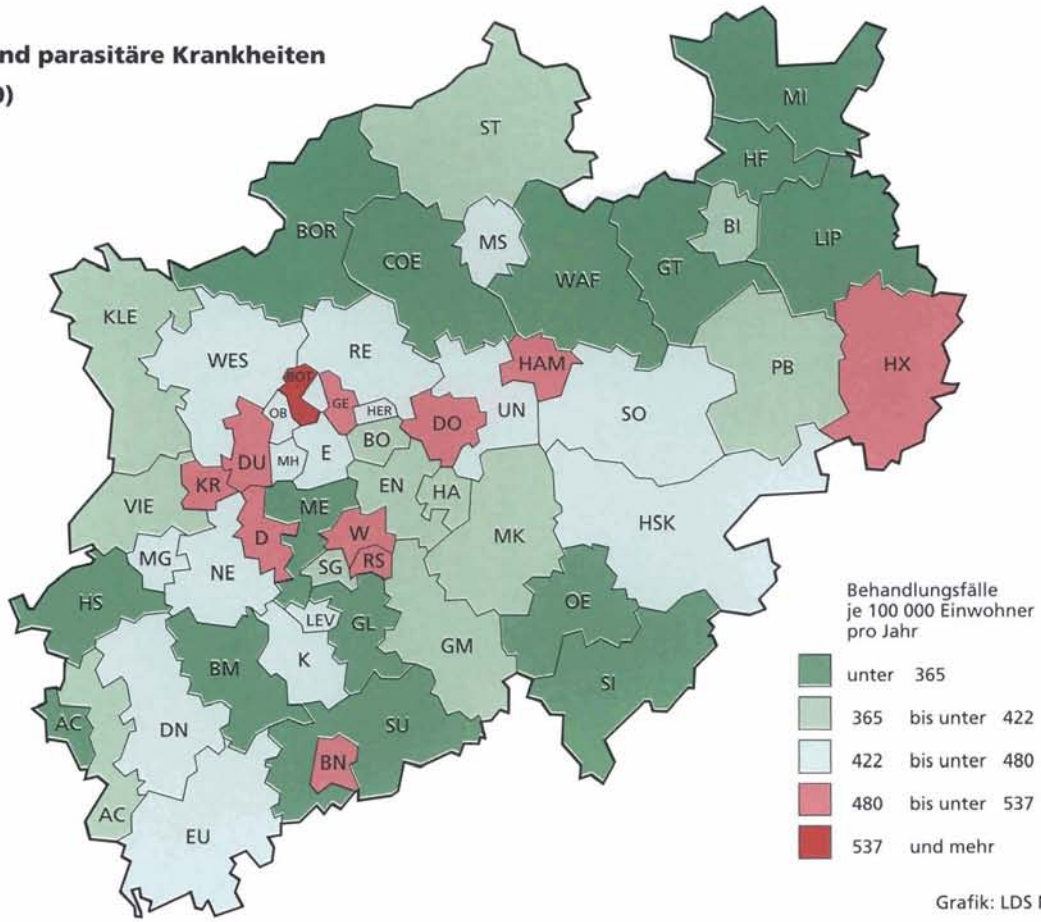 nd parasitäre Krankheiten
0)
ST
MI
HF
BI
LIP
BOR
MS
COE
WAF
GT
KLE
WES
RE
HAM
PB
HX
BOT
GE
OB
HER
DO
UN
SO
BO
E
MH
DU
KR
EN
HA
VIE
ME
MK
HSK
D
W
RS
SG
MG
NE
HS
LEV
GL
K
OE
BM
GM
SI
AC
DN
SU
BN
AC
EU
Behandlungsfälle
je 100 000 Einwohner
pro Jahr
unter 365
365 bis unter 422
422 bis unter 480
480 bis unter 537
537 und mehr
Grafik: LDS